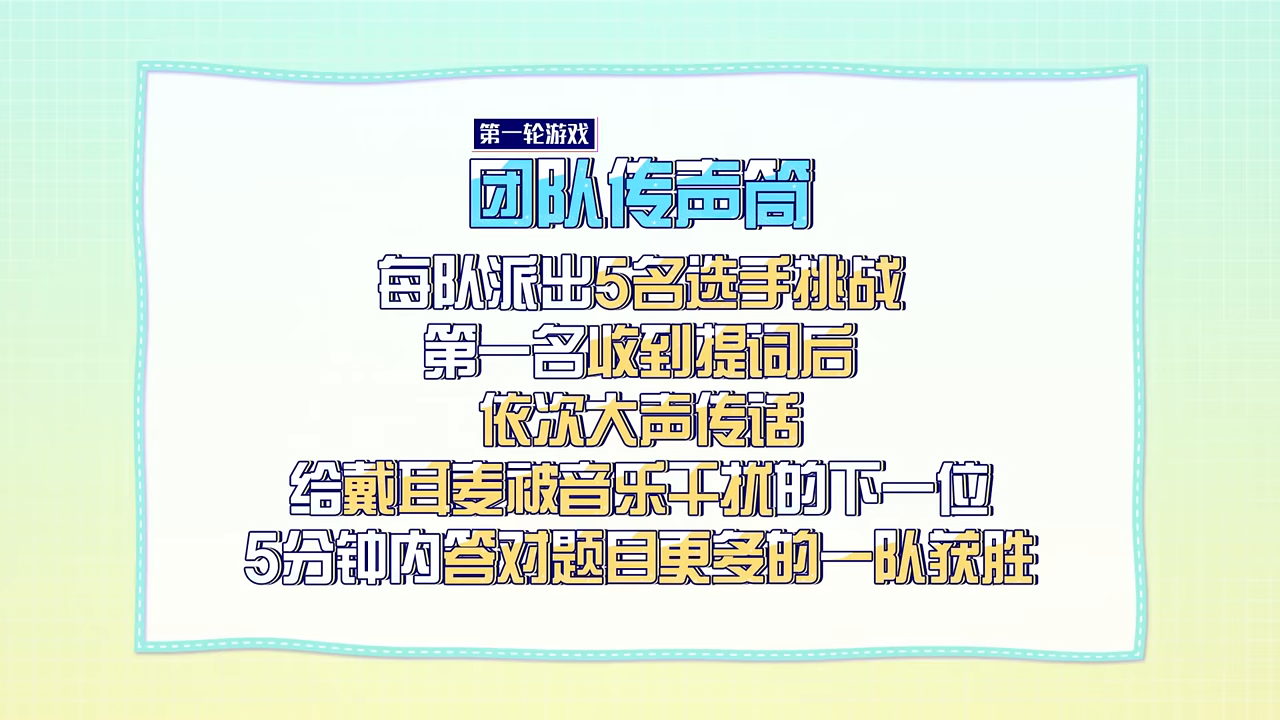 第一轮游戏
团队传声筒
每队派出5名选手挑战
第一名收到提词后
依次大声传话
给戴耳麦被音乐干扰的下一位
5分钟内答对题目更多的一队获胜